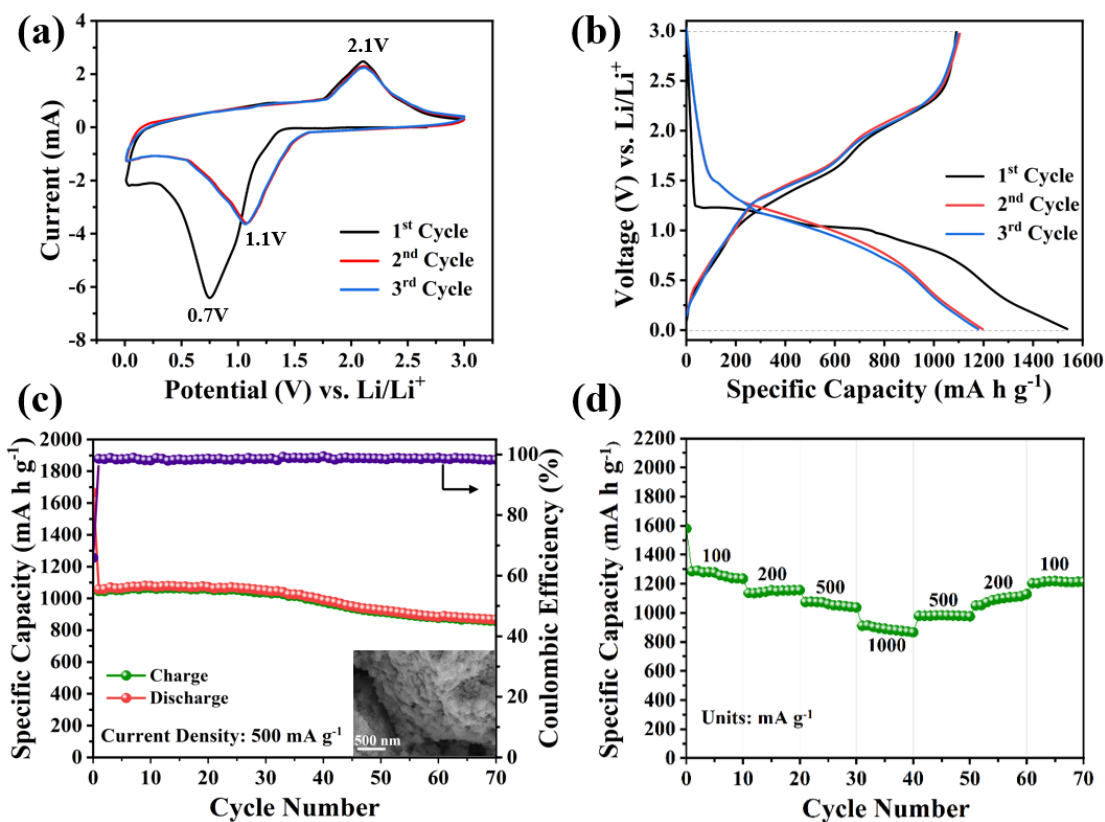 (a)
2.1V
1.1V
0.7V
1st Cycle
2nd Cycle
3rd Cycle
4
2
0
-2
-4
-6
-8
Current (mA)
0.0 0.5 1.0 1.5 2.0 2.5 3.0
Potential (V) vs. Li/Li+
(b)
3.0
2.5
2.0
1.5
1.0
0.5
0.0
Voltage (V) vs. Li/Li+
1st Cycle
2nd Cycle
3rd Cycle
0 200 400 600 800 1000 1200 1400 1600
Specific Capacity (mA h g-1)
(c)
2000
1800
1600
1400
1200
1000
800
600
400
200
0
Specific Capacity (mA h g-1)
100
80
60
40
20
0
Coulombic Efficiency (%)
Charge
Discharge
Current Density: 500 mA g-1
500 nm
0 10 20 30 40 50 60 70
Cycle Number
(d)
2200
2000
1800
1600
1400
1200
1000
800
600
400
200
0
Specific Capacity (mA h g-1)
100
200
500
1000
500
200
100
Units: mA g-1
0 10 20 30 40 50 60 70
Cycle Number